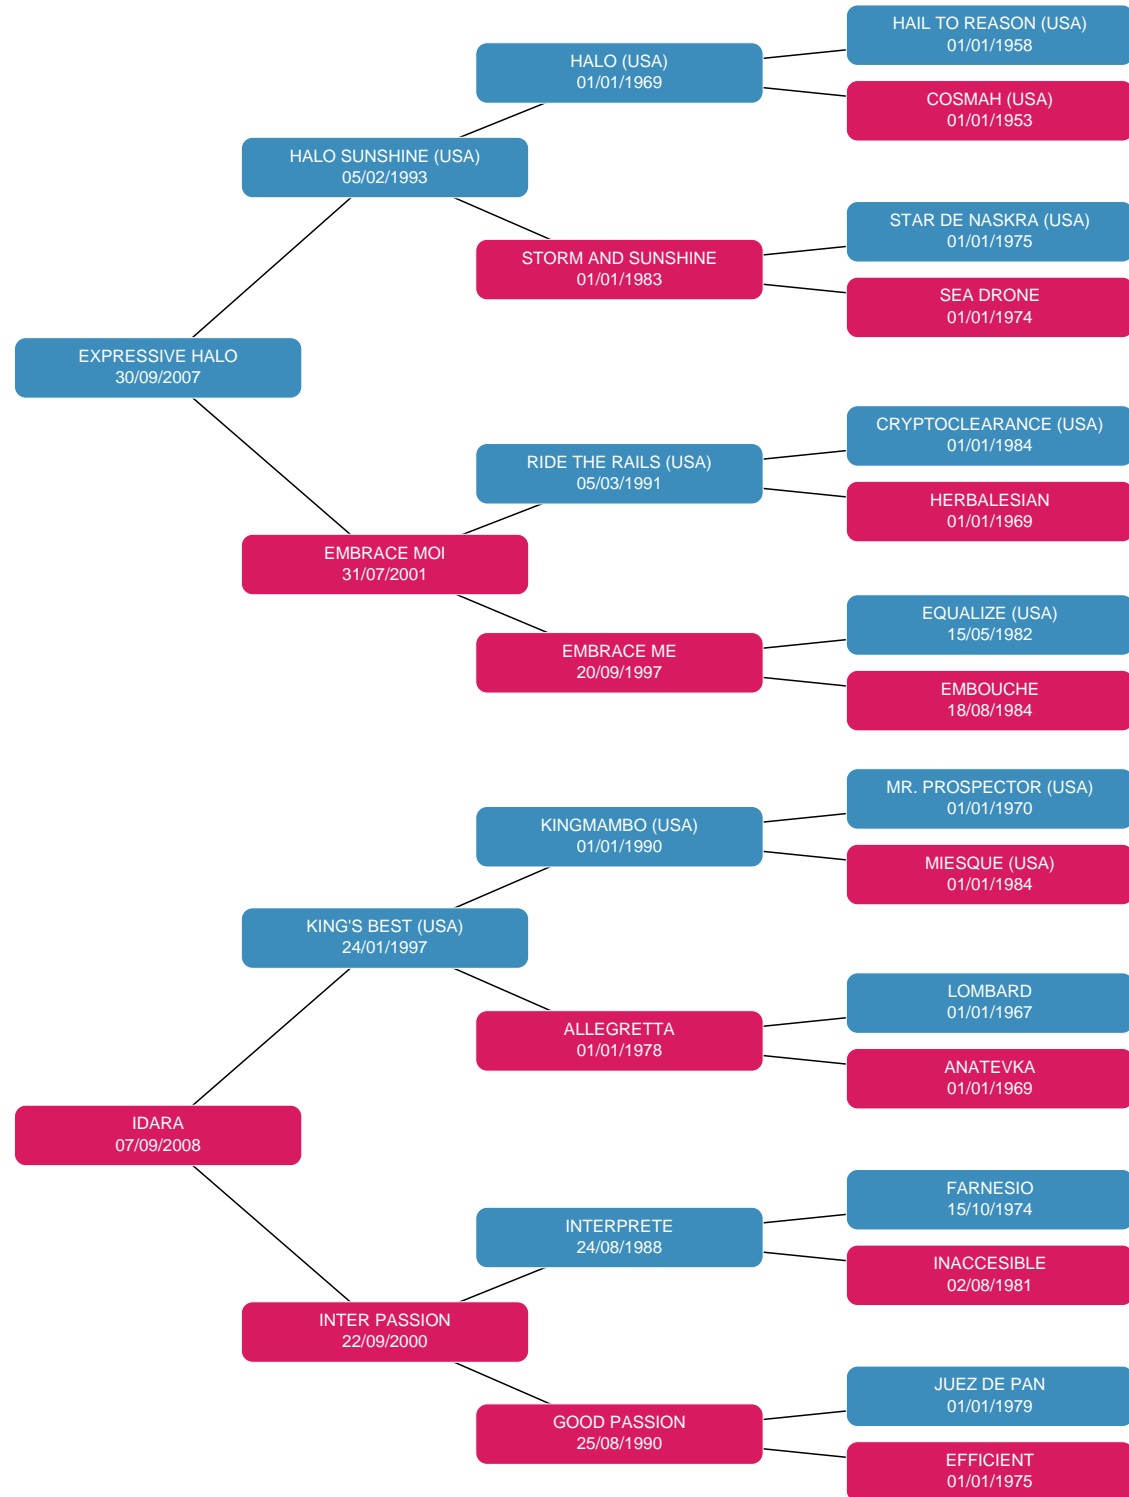 HAIL TO REASON (USA)
01/01/1958
HALO (USA)
01/01/1969
COSMAH (USA)
01/01/1953
HALO SUNSHINE (USA)
05/02/1993
STAR DE NASKRA (USA)
01/01/1975
STORM AND SUNSHINE
01/01/1983
SEA DRONE
01/01/1974
EXPRESSIVE HALO
30/09/2007
CRYPTOCLEARANCE (USA)
01/01/1984
RIDE THE RAILS (USA)
05/03/1991
HERBALESIAN
01/01/1969
EMBRACE MOI
31/07/2001
EQUALIZE (USA)
15/05/1982
EMBRACE ME
20/09/1997
EMBOUCHE
18/08/1984
MR. PROSPECTOR (USA)
01/01/1970
KINGMAMBO (USA)
01/01/1990
MIESQUE (USA)
01/01/1984
KING'S BEST (USA)
24/01/1997
LOMBARD
01/01/1967
ALLEGRETTA
01/01/1978
ANATEVKA
01/01/1969
IDARA
07/09/2008
FARNESIO
15/10/1974
INTERPRETE
24/08/1988
INACCESIBLE
02/08/1981
INTER PASSION
22/09/2000
JUEZ DE PAN
01/01/1979
GOOD PASSION
25/08/1990
EFFICIENT
01/01/1975